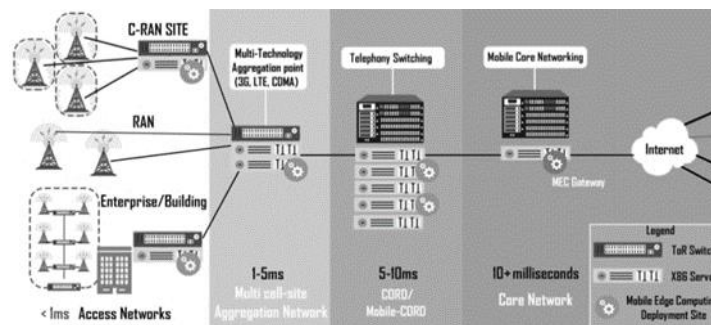 C-RAN SITE
Multi-Technology
Aggregation point
(3G, LTE, CDMA)
Telephony Switching
Mobile Core Networking
RAN
Internet
MEC Gateway
Enterprise/Building
Legend
ToR Switc
X86 Serve
Mobile Edge Computin
Deployment Site
1-5ms
Multi cell-site
Aggregation Network
5-10ms
CORD/
Mobile-CORD
10+ milliseconds
Core Network
< 1ms Access Networks